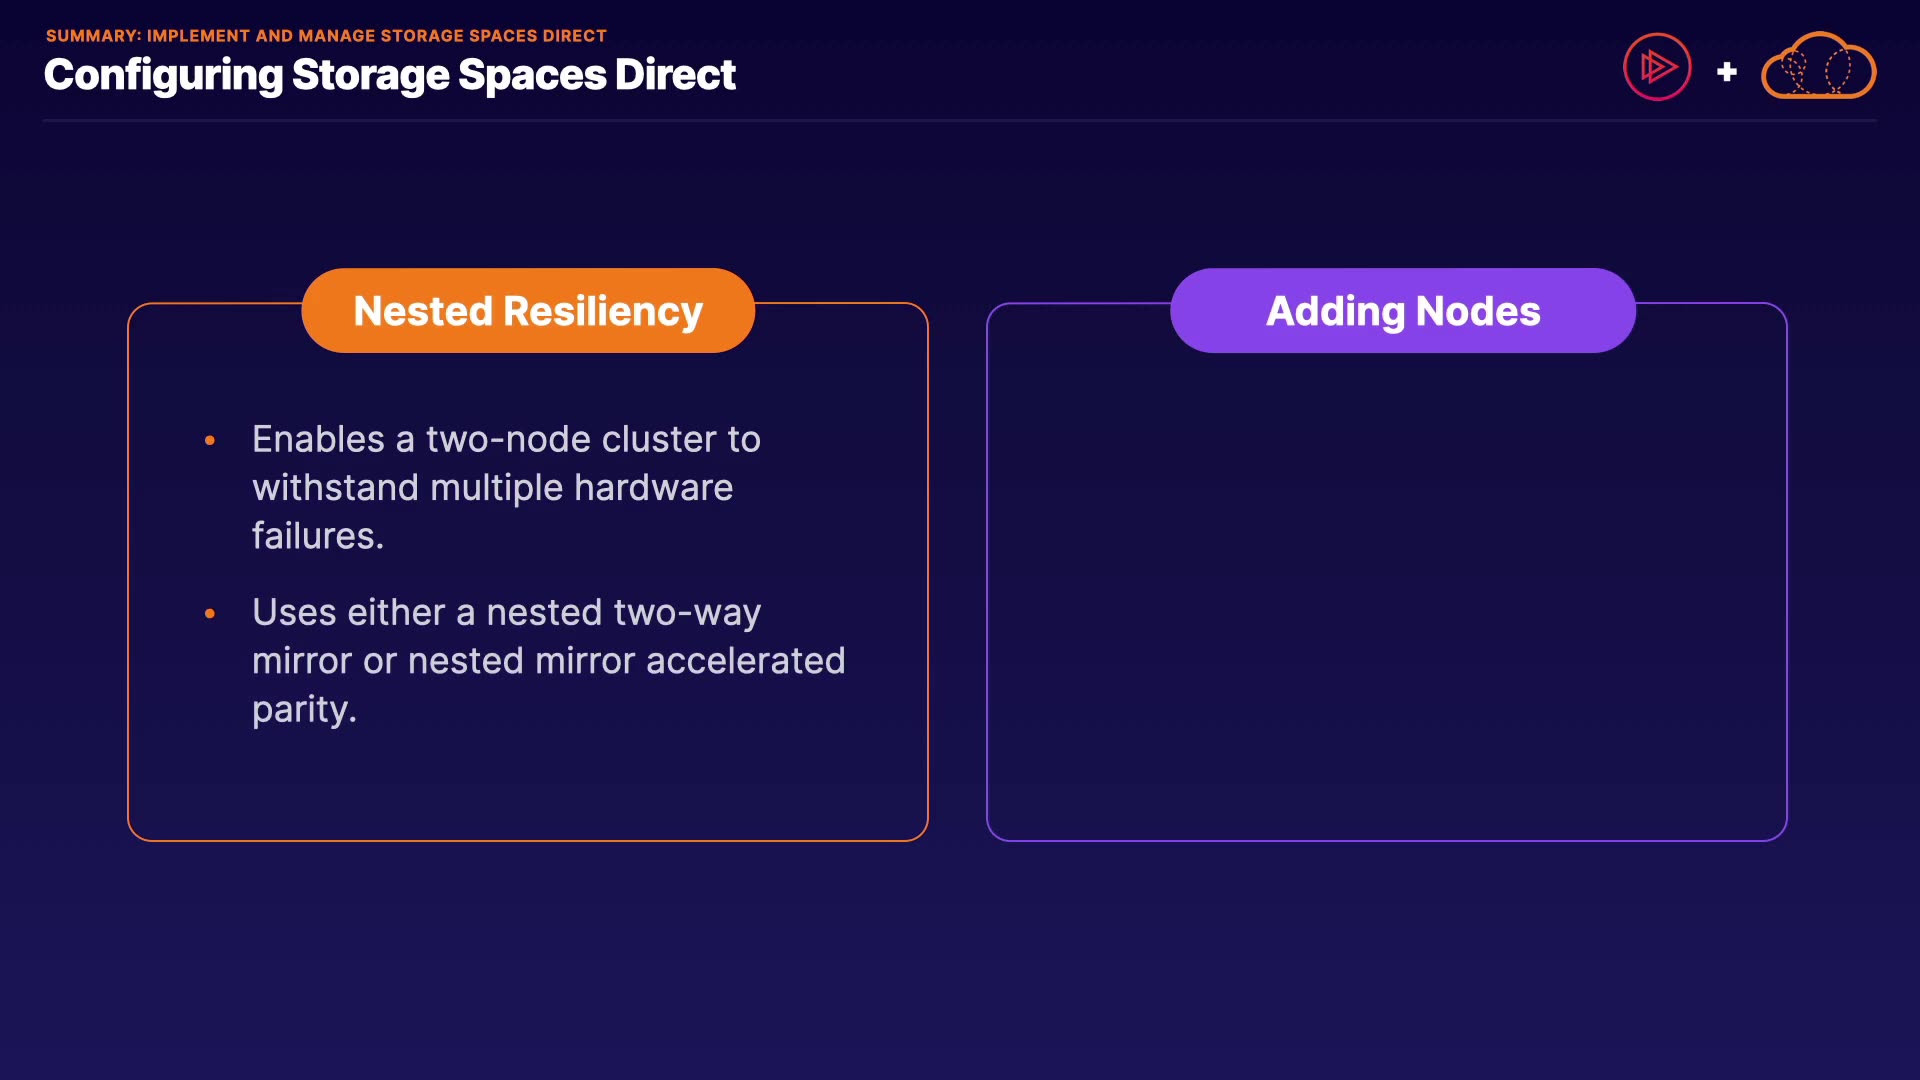 SUMMARY: IMPLEMENT AND MANAGE STORAGE SPACES DIRECT
Configuring Storage Spaces Direct
+
Nested Resiliency
• Enables a two-node cluster to
withstand multiple hardware
failures.
• Uses either a nested two-way
mirror or nested mirror accelerated
parity.
Adding Nodes